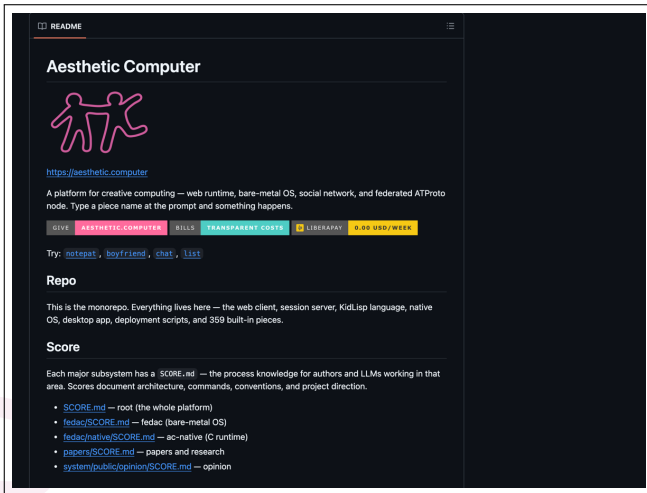 README
Aesthetic Computer
https://aesthetic.computer
A platform for creative computing — web runtime, bare-metal OS, social network, and federated ATProto
node. Type a piece name at the prompt and something happens.
GIVE AESTHETIC.COMPUTER BILLS TRANSPARENT COSTS LIBERAPAY 0.00 USD/WEEK
Try: notepat, boyfriend, chat, list
Repo
This is the monorepo. Everything lives here — the web client, session server, KidLisp language, native
OS, desktop app, deployment scripts, and 359 built-in pieces.
Score
Each major subsystem has a SCORE.md — the process knowledge for authors and LLMs working in that
area. Scores document architecture, commands, conventions, and project direction.
• SCORE.md — root (the whole platform)
• fedac/SCORE.md — fedac (bare-metal OS)
• fedac/native/SCORE.md — ac-native (C runtime)
• papers/SCORE.md — papers and research
• system/public/opinion/SCORE.md — opinion